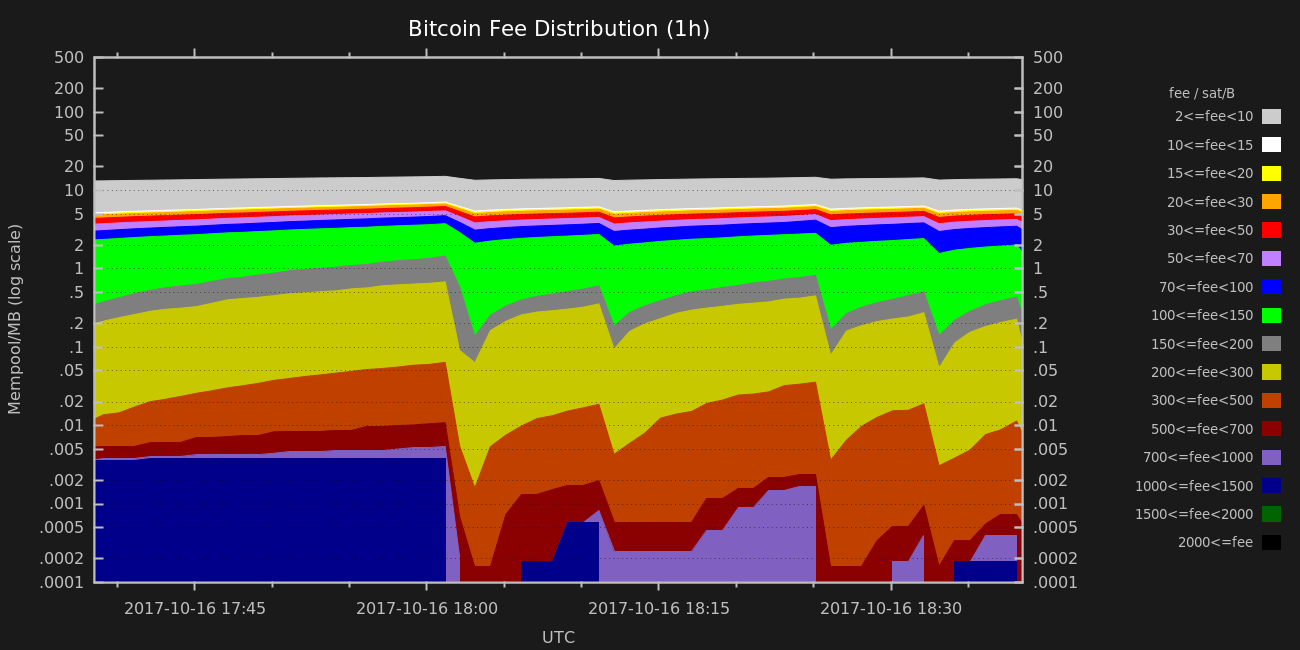 Bitcoin Fee Distribution (1h)
500
200
100
50
20
10
5
2
1
.5
.2
.1
.05
.02
.01
.005
.002
.001
.0005
.0002
.0001
Mempool/MB (log scale)
500
200
100
50
20
10
5
2
1
.5
.2
.1
.05
.02
.01
.005
.002
.001
.0005
.0002
.0001
2017-10-16 17:45
2017-10-16 18:00
2017-10-16 18:15
2017-10-16 18:30
UTC
fee / sat/B
2<=fee<10
10<=fee<15
15<=fee<20
20<=fee<30
30<=fee<50
50<=fee<70
70<=fee<100
100<=fee<150
150<=fee<200
200<=fee<300
300<=fee<500
500<=fee<700
700<=fee<1000
1000<=fee<1500
1500<=fee<2000
2000<=fee